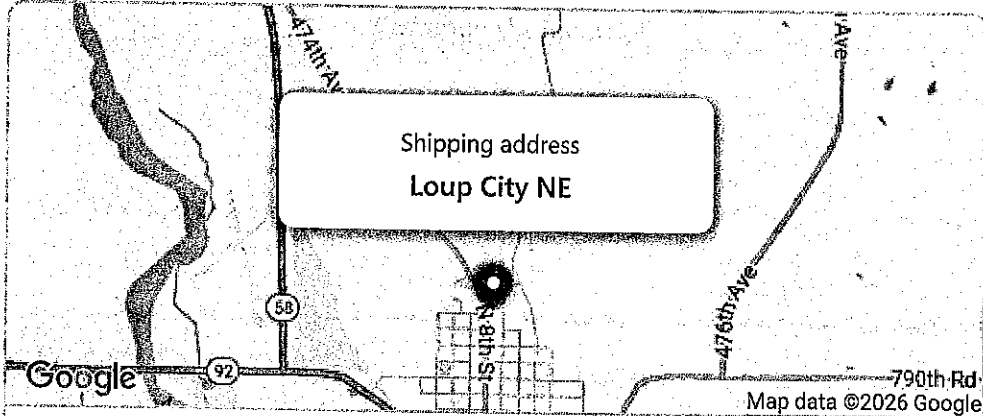 474th Av
Ave
Shipping address
Loup City NE
58
N 8th St
476th Ave
92
Google
790th Rd
Map data ©2026 Google